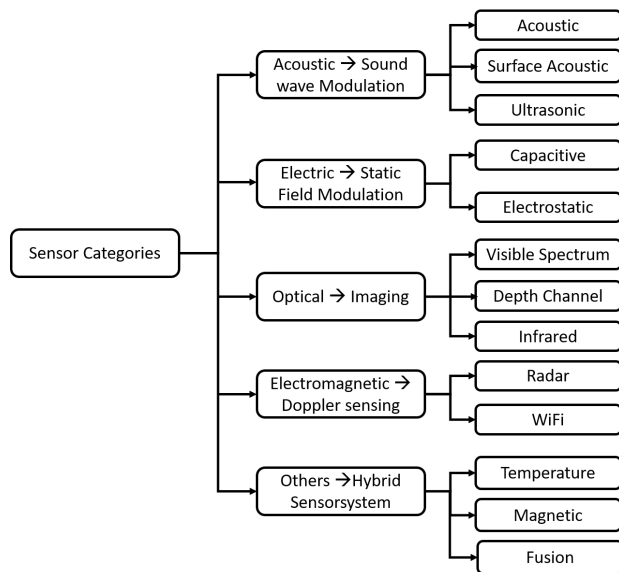 Sensor Categories
Acoustic → Sound
wave Modulation
Acoustic
Surface Acoustic
Ultrasonic
Electric → Static
Field Modulation
Capacitive
Electrostatic
Optical → Imaging
Visible Spectrum
Depth Channel
Infrared
Electromagnetic →
Doppler sensing
Radar
WiFi
Others →Hybrid
Sensorsystem
Temperature
Magnetic
Fusion